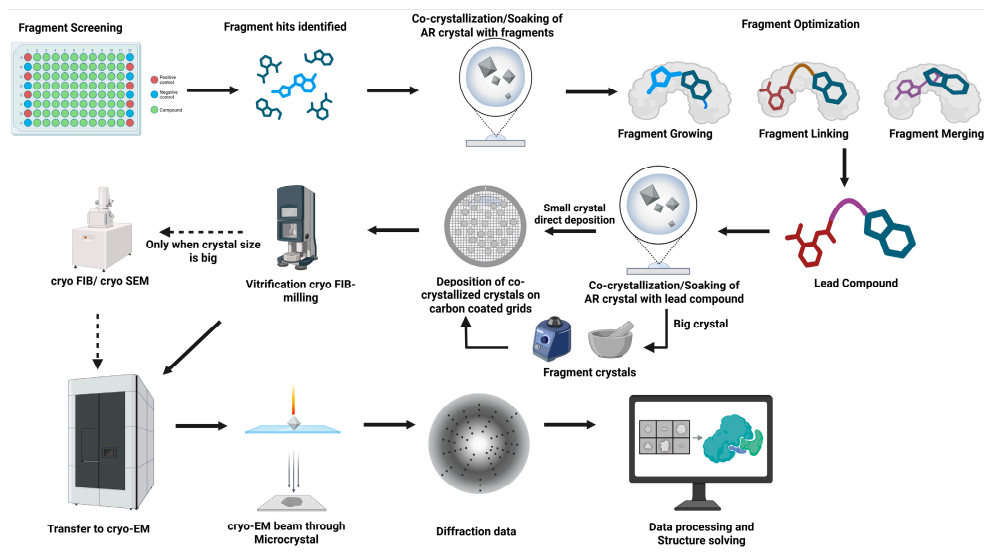 Fragment Screening
Positive
control
Negative
control
Compound
Fragment hits identified
Co-crystallization/Soaking of
AR crystal with fragments
Fragment Optimization
Fragment Growing
Fragment Linking
Fragment Merging
Lead Compound
Co-crystallization/Soaking of
AR crystal with lead compound
Small crystal
direct deposition
Big crystal
Fragment crystals
Deposition of co-
crystallized crystals on
carbon coated grids
Vitrification cryo FIB-
milling
Only when crystal size
is big
cryo FIB/ cryo SEM
Transfer to cryo-EM
cryo-EM beam through
Microcrystal
Diffraction data
Data processing and
Structure solving